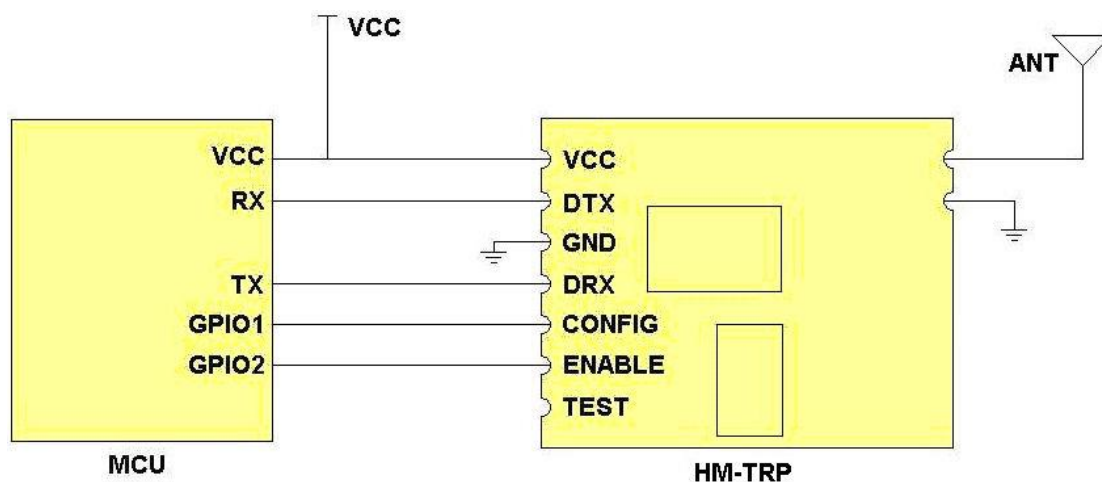 VCC
ANT
VCC
RX
TX
GPIO1
GPIO2
MCU
VCC
DTX
GND
DRX
CONFIG
ENABLE
TEST
HM-TRP